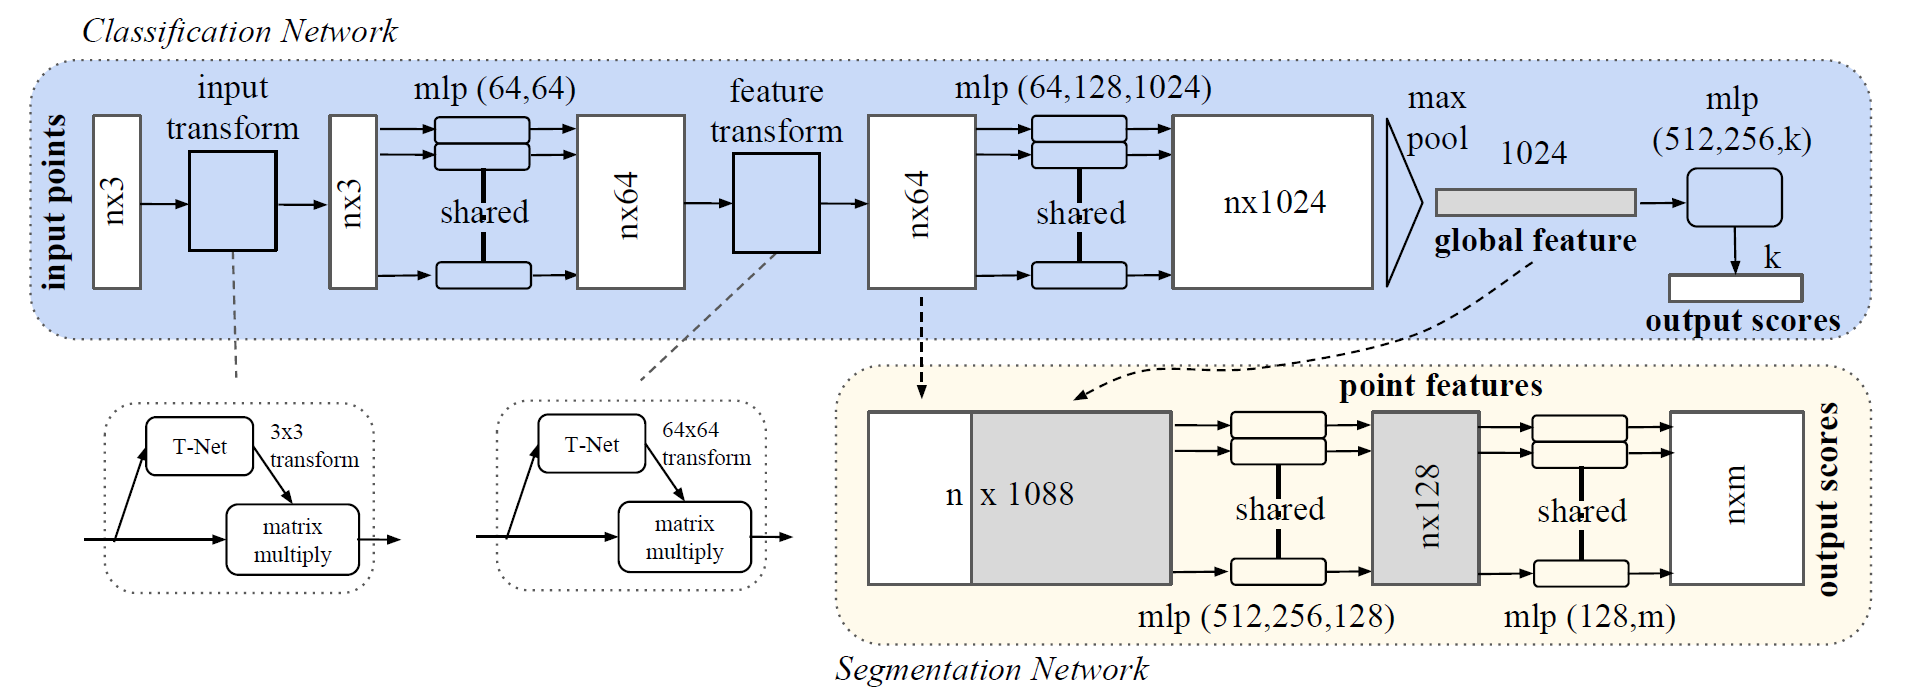 Classification Network
input points
nx3
input
transform
nx3
mlp (64,64)
shared
nx64
feature
transform
nx64
mlp (64,128,1024)
shared
nx1024
max
pool
1024
global feature
mlp
(512,256,k)
k
output scores
T-Net
3x3
transform
matrix
multiply
T-Net
64x64
transform
matrix
multiply
n x 1088
shared
mlp (512,256,128)
point features
nx128
shared
mlp (128,m)
nxm
output scores
Segmentation Network